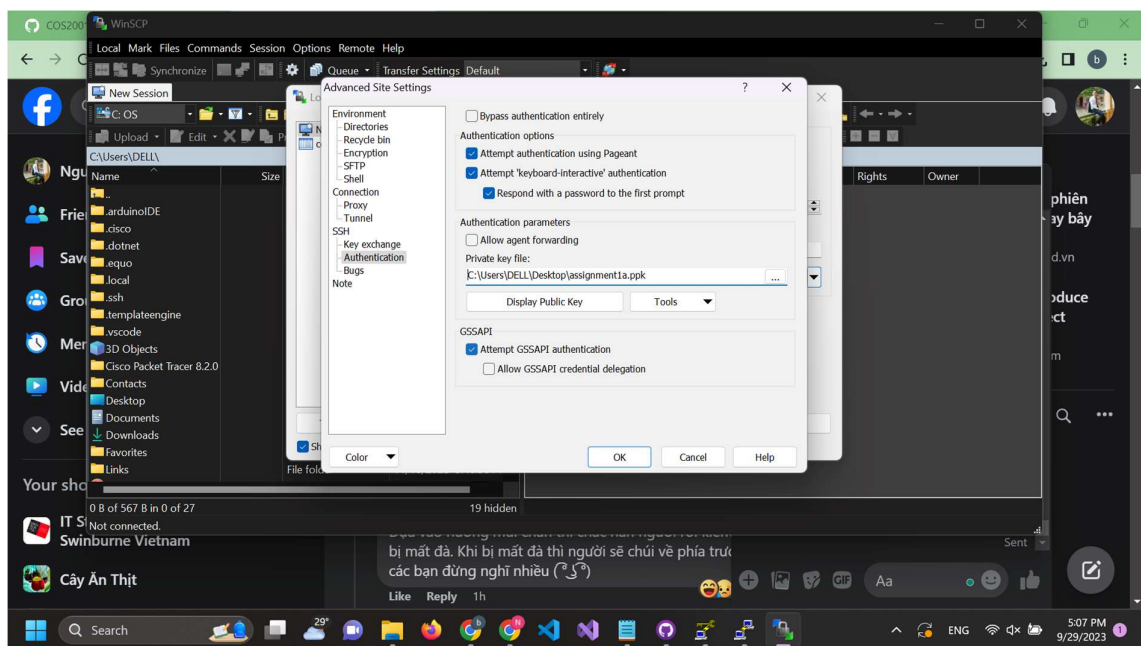 COS200
WinSCP
Local Mark Files Commands Session Options Remote Help
Synchronize Queue Transfer Settings Default
New Session
C: OS
Upload Edit
C:\Users\DELL\
Name Size Rights Owner
..
.arduinoIDE
.cisco
.dotnet
.equo
.local
.ssh
.templateengine
.vscode
3D Objects
Cisco Packet Tracer 8.2.0
Contacts
Desktop
Documents
Downloads
Favorites
Links
File fold
0 B of 567 B in 0 of 27
19 hidden
Not connected.
Advanced Site Settings
Environment
Directories
Recycle bin
Encryption
SFTP
Shell
Connection
Proxy
Tunnel
SSH
Key exchange
Authentication
Bugs
Note
Bypass authentication entirely
Authentication options
Attempt authentication using Pageant
Attempt 'keyboard-interactive' authentication
Respond with a password to the first prompt
Authentication parameters
Allow agent forwarding
Private key file:
C:\Users\DELL\Desktop\assignment1a.ppk
...
Display Public Key
Tools
GSSAPI
Attempt GSSAPI authentication
Allow GSSAPI credential delegation
Color
OK
Cancel
Help
Lo
Sh
Ngu
Frie
Save
Gro
Mer
Vide
See
Your sho
IT S
Swinburne Vietnam
Cây Ăn Thịt
b
phiên
ay bây
d.vn
oduce
ect
m
bị mất đà. Khi bị mất đà thì người sẽ chúi về phía trướ
các bạn đừng nghĩ nhiều
Like Reply 1h
Sent
GIF
Aa
Search
29°
ENG
5:07 PM
9/29/2023
1